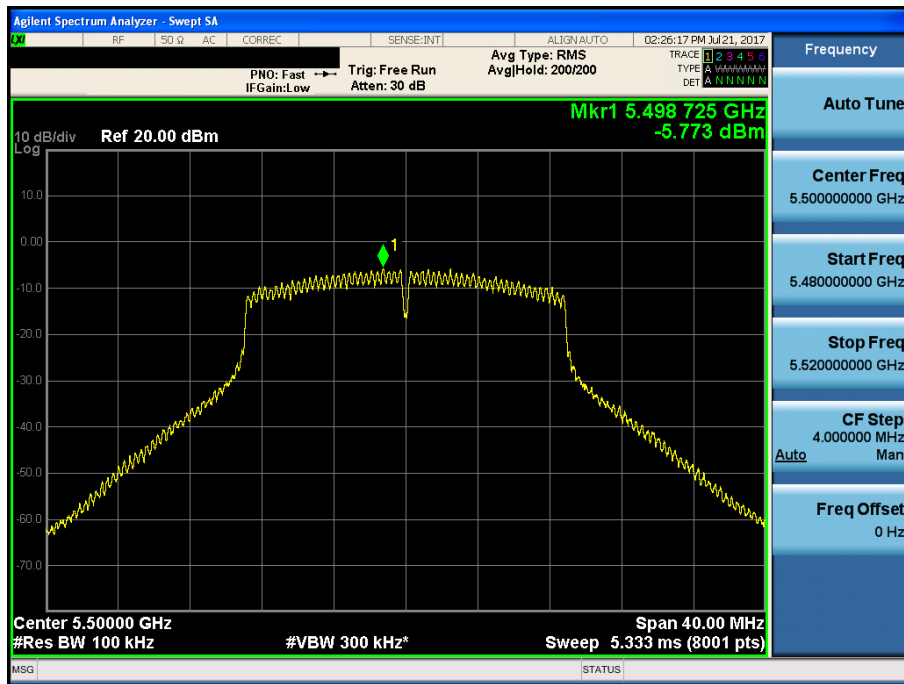 Agilent Spectrum Analyzer - Swept SA
LXI RF 50 Ω AC CORREC SENSE:INT ALIGN AUTO 02:26:17 PM Jul 21, 2017
PNO: Fast
IFGain:Low
Trig: Free Run
Atten: 30 dB
Avg Type: RMS
Avg|Hold: 200/200
TRACE 1 2 3 4 5 6
TYPE A WWWWWW
DET A N N N N N
Mkr1 5.498 725 GHz
-5.773 dBm
10 dB/div Ref 20.00 dBm
Log
1
10.0
0.00
-10.0
-20.0
-30.0
-40.0
-50.0
-60.0
-70.0
Center 5.50000 GHz Span 40.00 MHz
#Res BW 100 kHz #VBW 300 kHz* Sweep 5.333 ms (8001 pts)
MSG STATUS
Frequency
Auto Tune
Center Freq
5.500000000 GHz
Start Freq
5.480000000 GHz
Stop Freq
5.520000000 GHz
CF Step
4.000000 MHz
Auto Man
Freq Offset
0 Hz